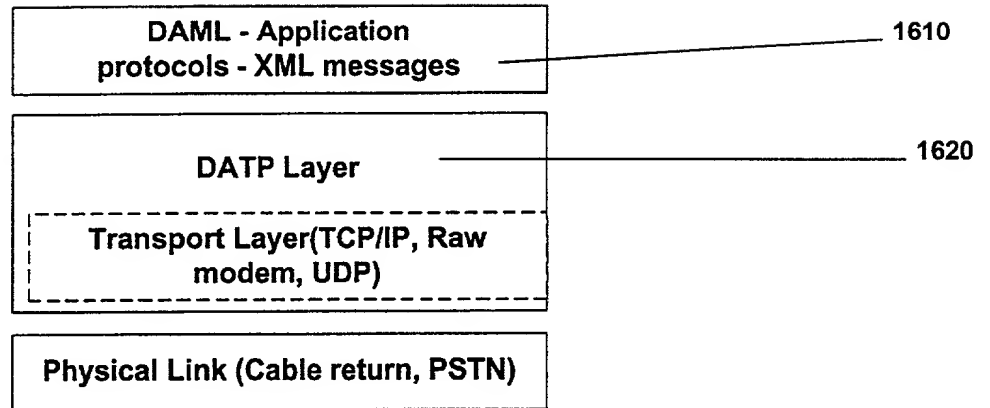 DAML - Application
protocols - XML messages
1610
DATP Layer
1620
Transport Layer(TCP/IP, Raw
modem, UDP)
Physical Link (Cable return, PSTN)